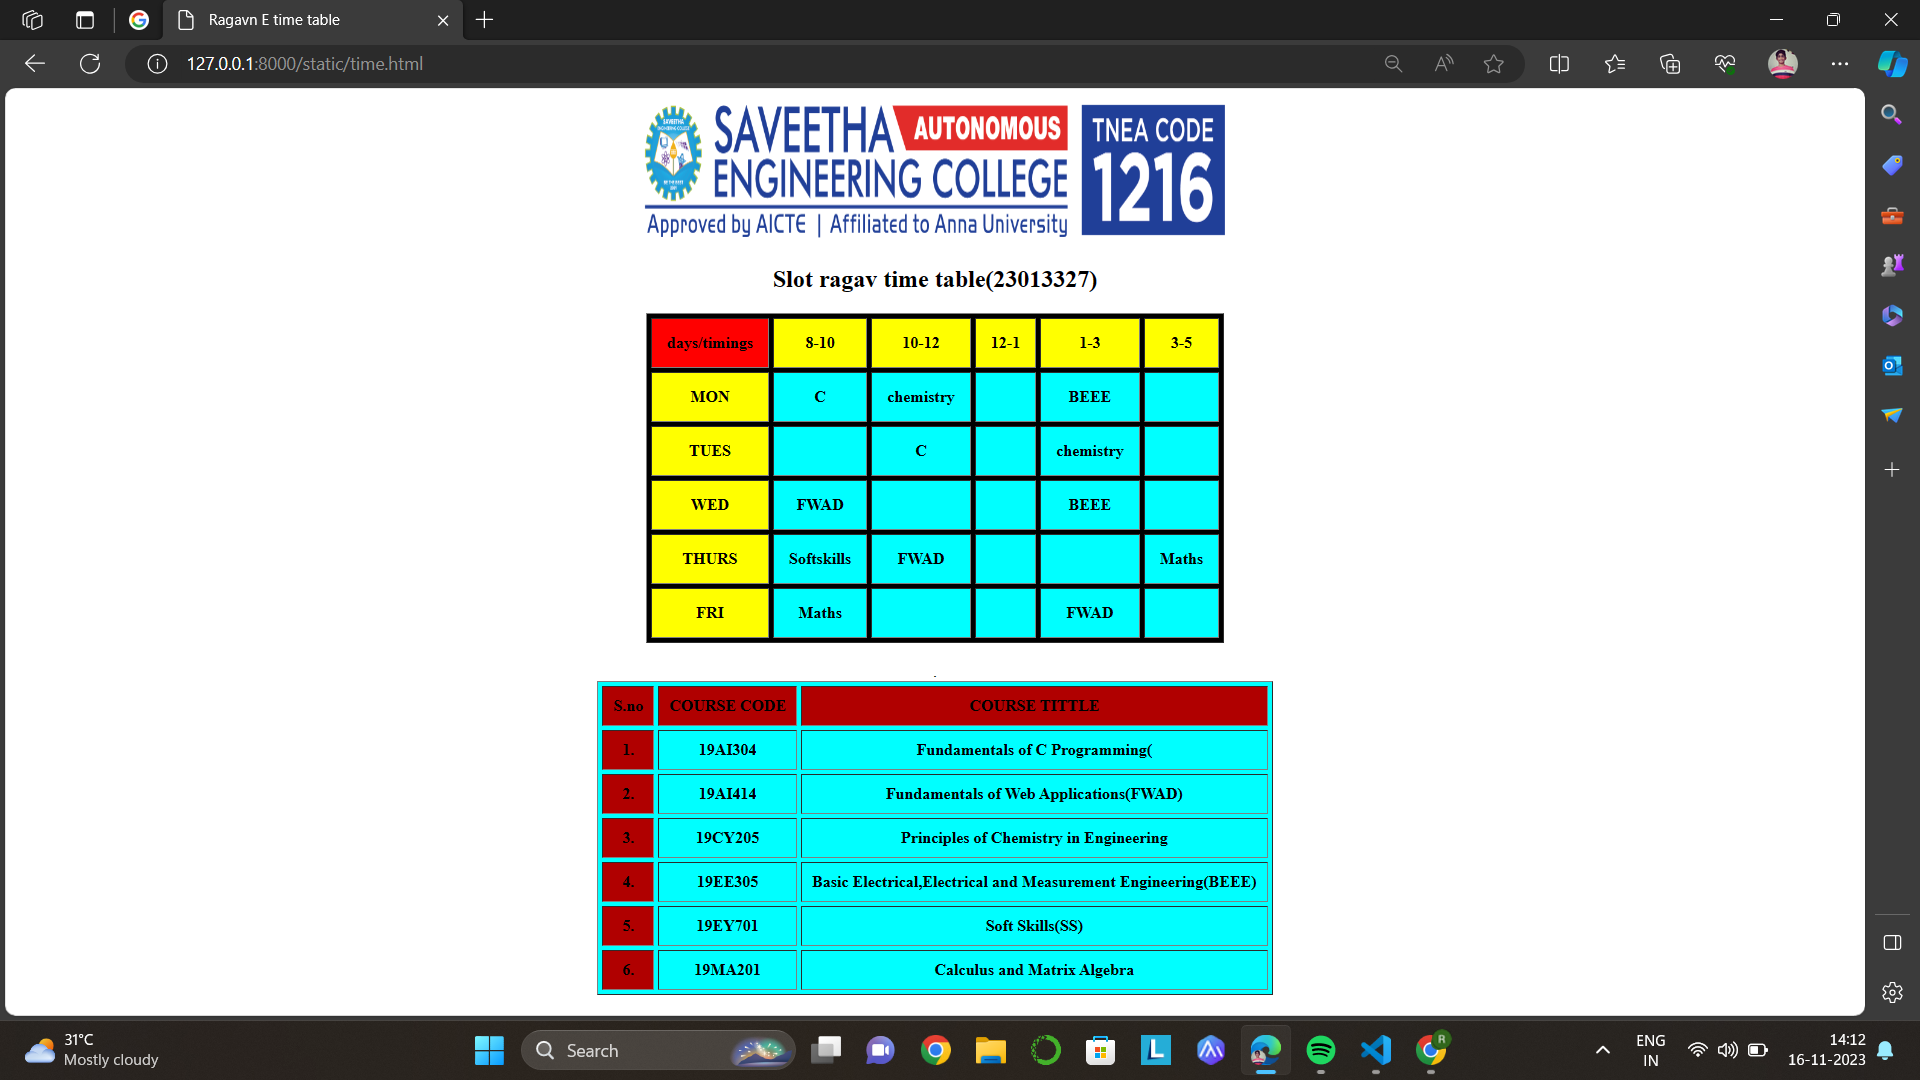 Ragavn E time table
127.0.0.1:8000/static/time.html
SAVEETHA AUTONOMOUS
ENGINEERING COLLEGE
Approved by AICTE | Affiliated to Anna University
TNEA CODE
1216
Slot ragav time table(23013327)
days/timings 8-10 10-12 12-1 1-3 3-5
MON C chemistry BEEE
TUES C chemistry
WED FWAD BEEE
THURS Softskills FWAD Maths
FRI Maths FWAD
.
S.no COURSE CODE COURSE TITTLE
1. 19AI304 Fundamentals of C Programming(
2. 19AI414 Fundamentals of Web Applications(FWAD)
3. 19CY205 Principles of Chemistry in Engineering
4. 19EE305 Basic Electrical,Electrical and Measurement Engineering(BEEE)
5. 19EY701 Soft Skills(SS)
6. 19MA201 Calculus and Matrix Algebra
31°C
Mostly cloudy
Search
R
ENG
IN
14:12
16-11-2023